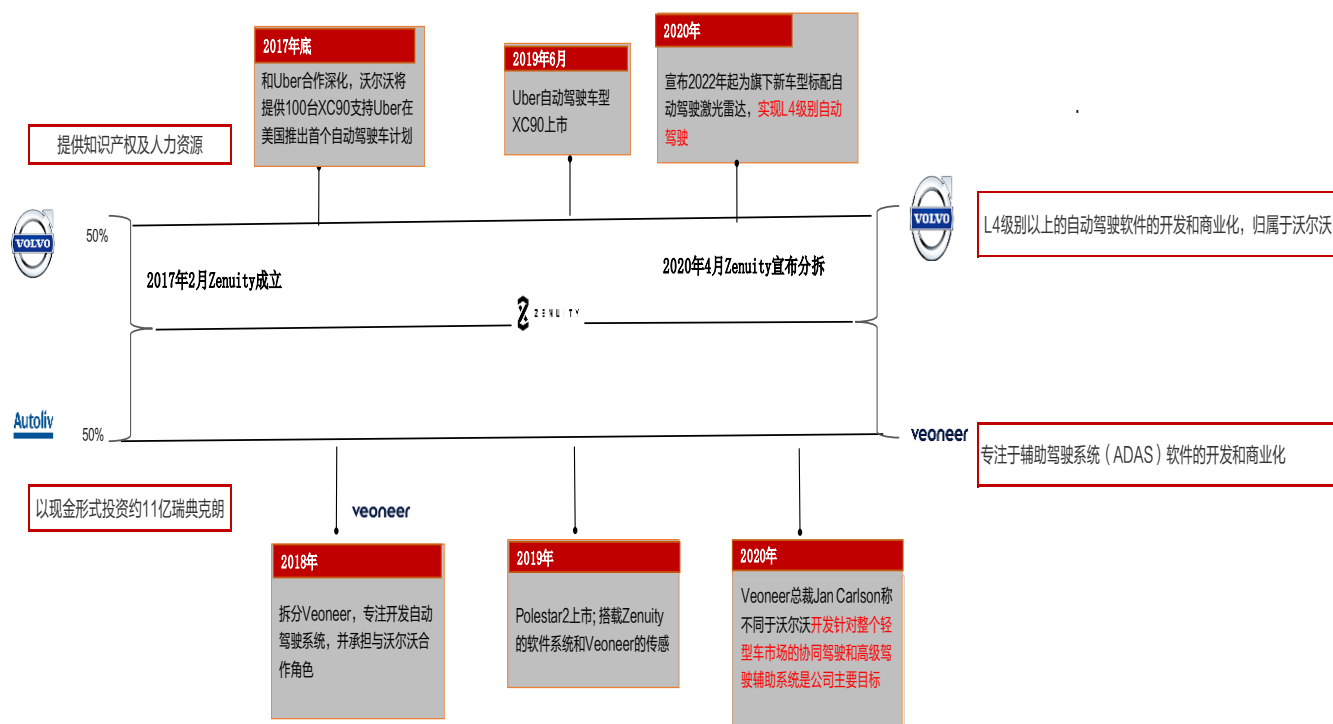 2017年底
和Uber合作深化，沃尔沃将
提供100台XC90支持Uber在
美国推出首个自动驾驶车计划
2019年6月
Uber自动驾驶车型
XC90上市
2020年
宣布2022年起为旗下新车型标配自
动驾驶激光雷达，实现L4级别自动
驾驶
提供知识产权及人力资源
VOLVO
50%
2017年2月Zenuity成立
2020年4月Zenuity宣布分拆
VOLVO
L4级别以上的自动驾驶软件的开发和商业化，归属于沃尔沃
ZENUITY
Autoliv
50%
veoneer
专注于辅助驾驶系统（ADAS）软件的开发和商业化
以现金形式投资约11亿瑞典克朗
veoneer
2018年
拆分Veoneer，专注开发自动
驾驶系统，并承担与沃尔沃合
作角色
2019年
Polestar2上市; 搭载Zenuity
的软件系统和Veoneer的传感
2020年
Veoneer总裁Jan Carlson称
不同于沃尔沃开发针对整个轻
型车市场的协同驾驶和高级驾
驶辅助系统是公司主要目标